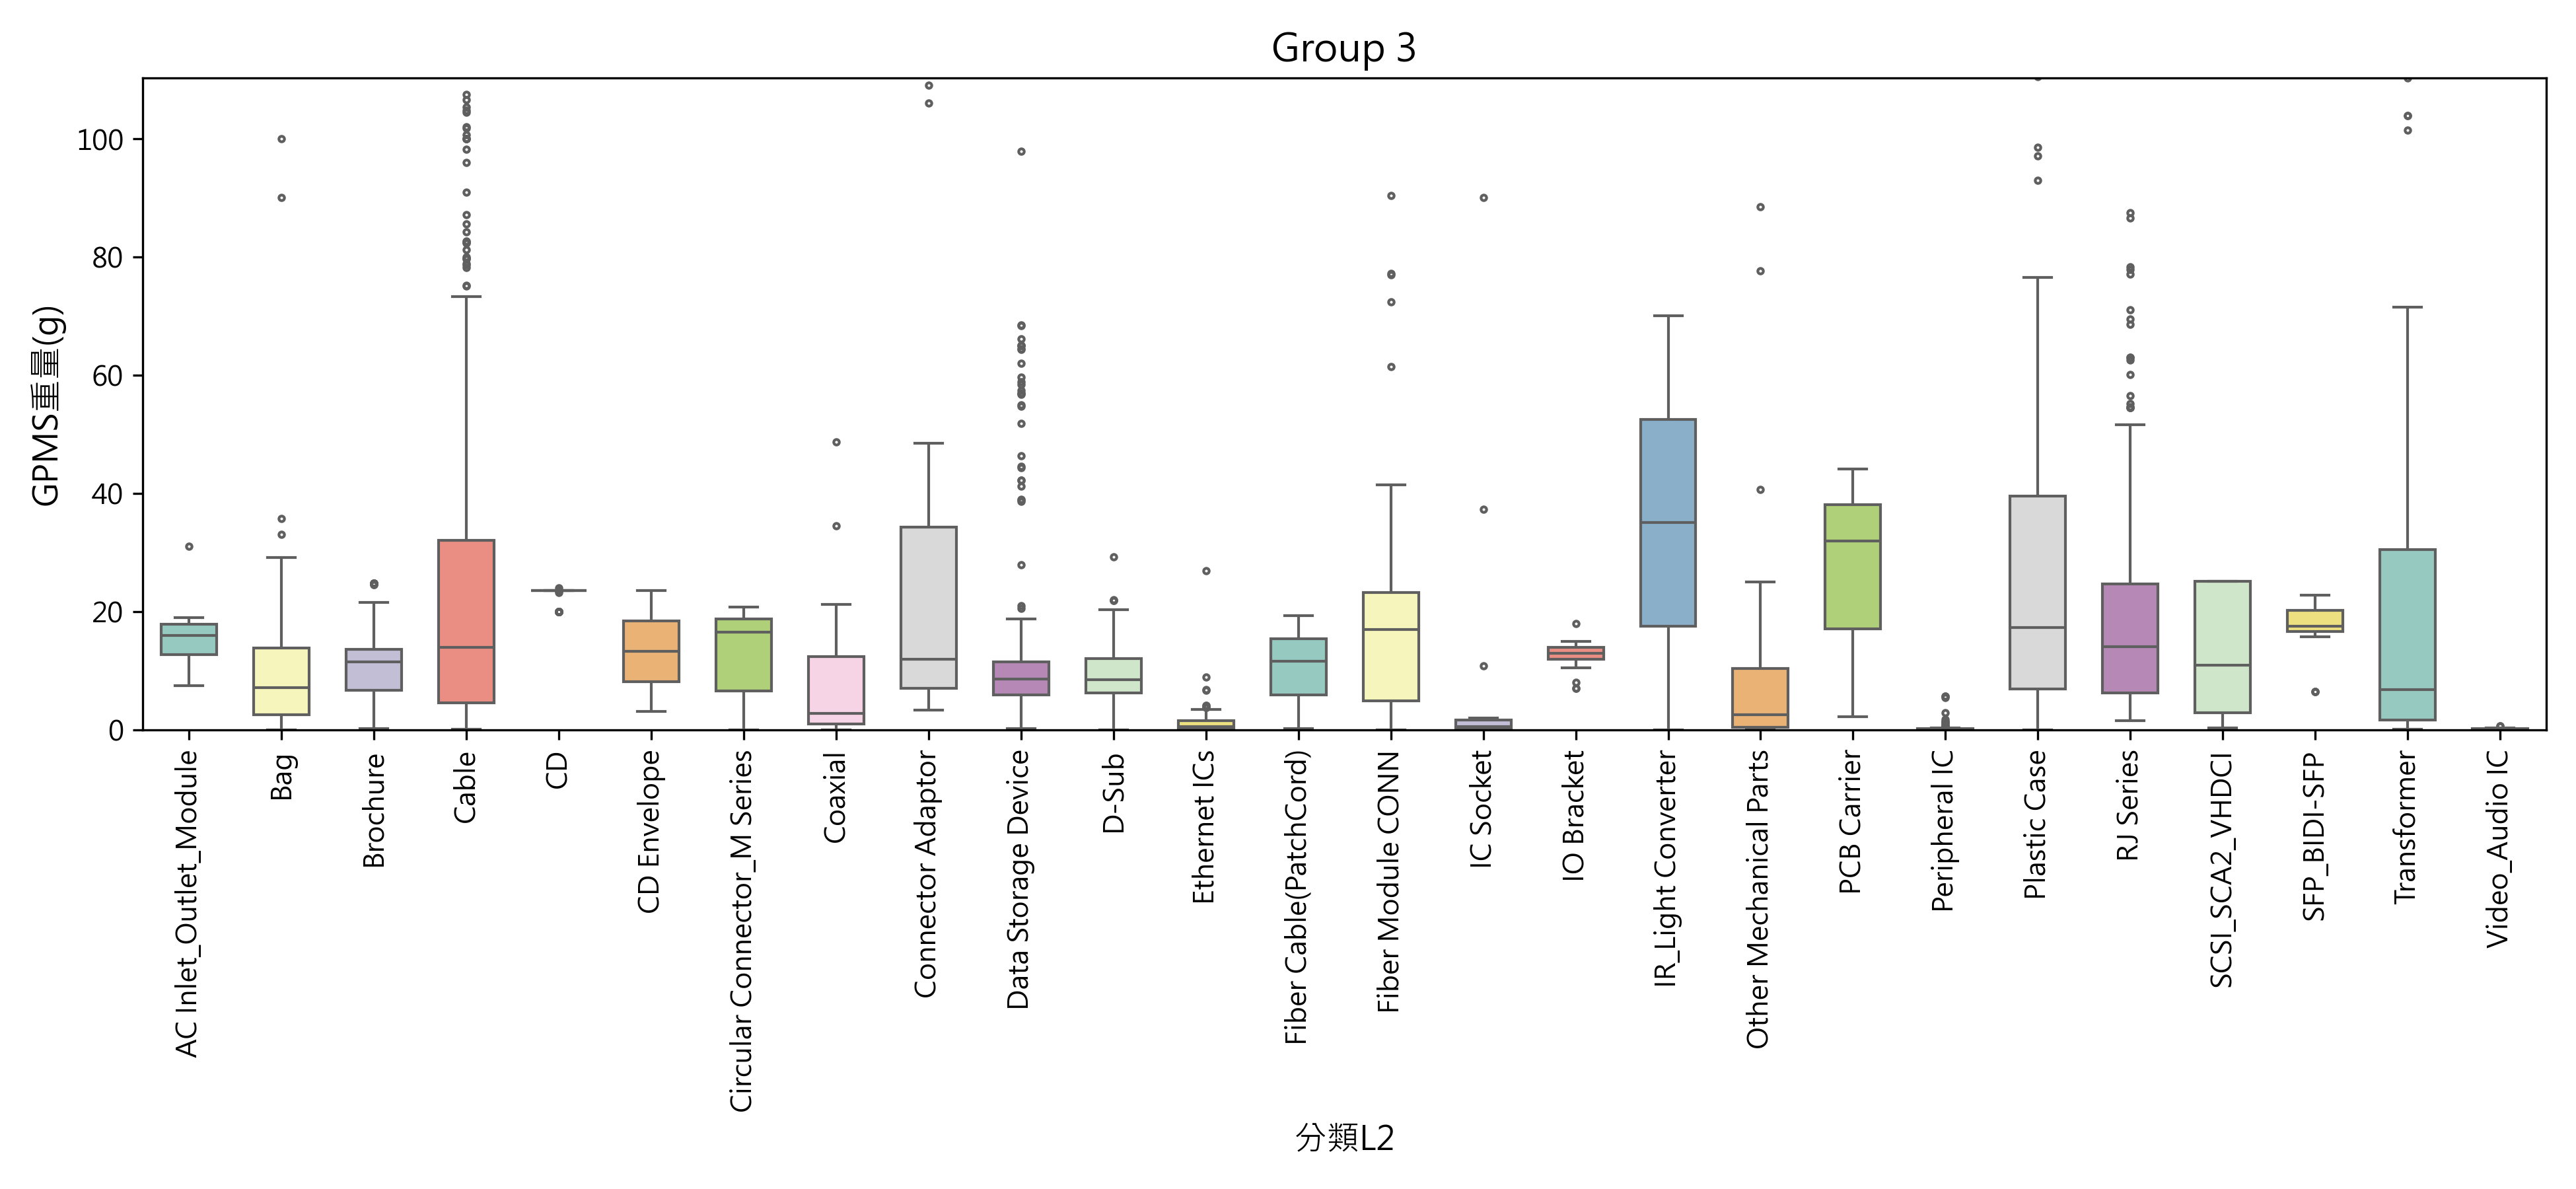 Group 3
GPMS重量(g)
100
80
60
40
20
0
AC Inlet_Outlet_Module
Bag
Brochure
Cable
CD
CD Envelope
Circular Connector_M Series
Coaxial
Connector Adaptor
Data Storage Device
D-Sub
Ethernet ICs
Fiber Cable(PatchCord)
Fiber Module CONN
IC Socket
IO Bracket
IR_Light Converter
Other Mechanical Parts
PCB Carrier
Peripheral IC
Plastic Case
RJ Series
SCSI_SCA2_VHDCI
SFP_BIDI-SFP
Transformer
Video_Audio IC
分類L2